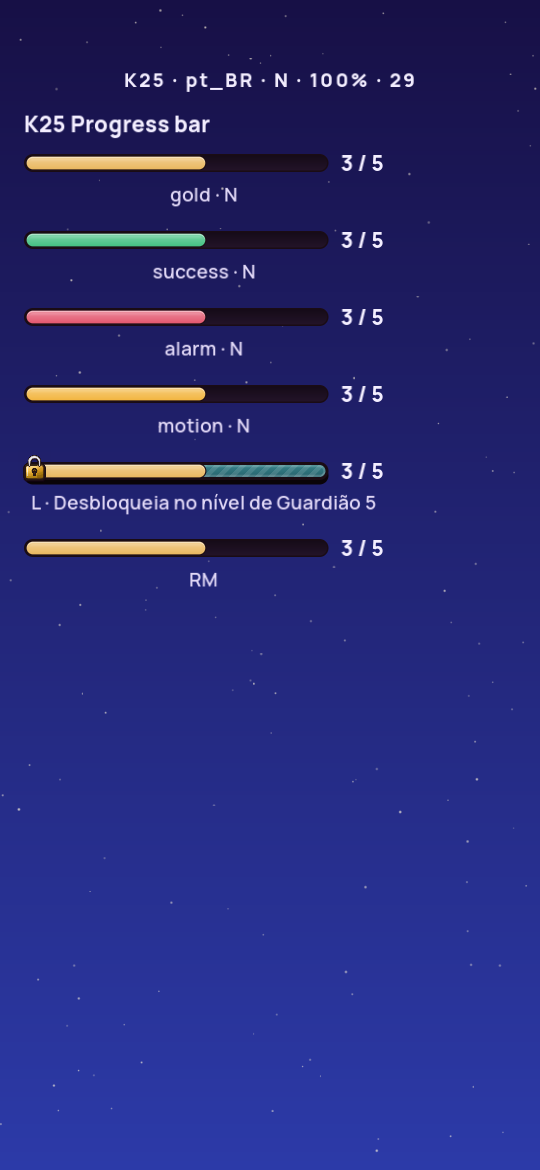 K25 · pt_BR · N · 100% · 29
K25 Progress bar
3 / 5
gold · N
3 / 5
success · N
3 / 5
alarm · N
3 / 5
motion · N
3 / 5
L · Desbloqueia no nível de Guardião 5
3 / 5
RM